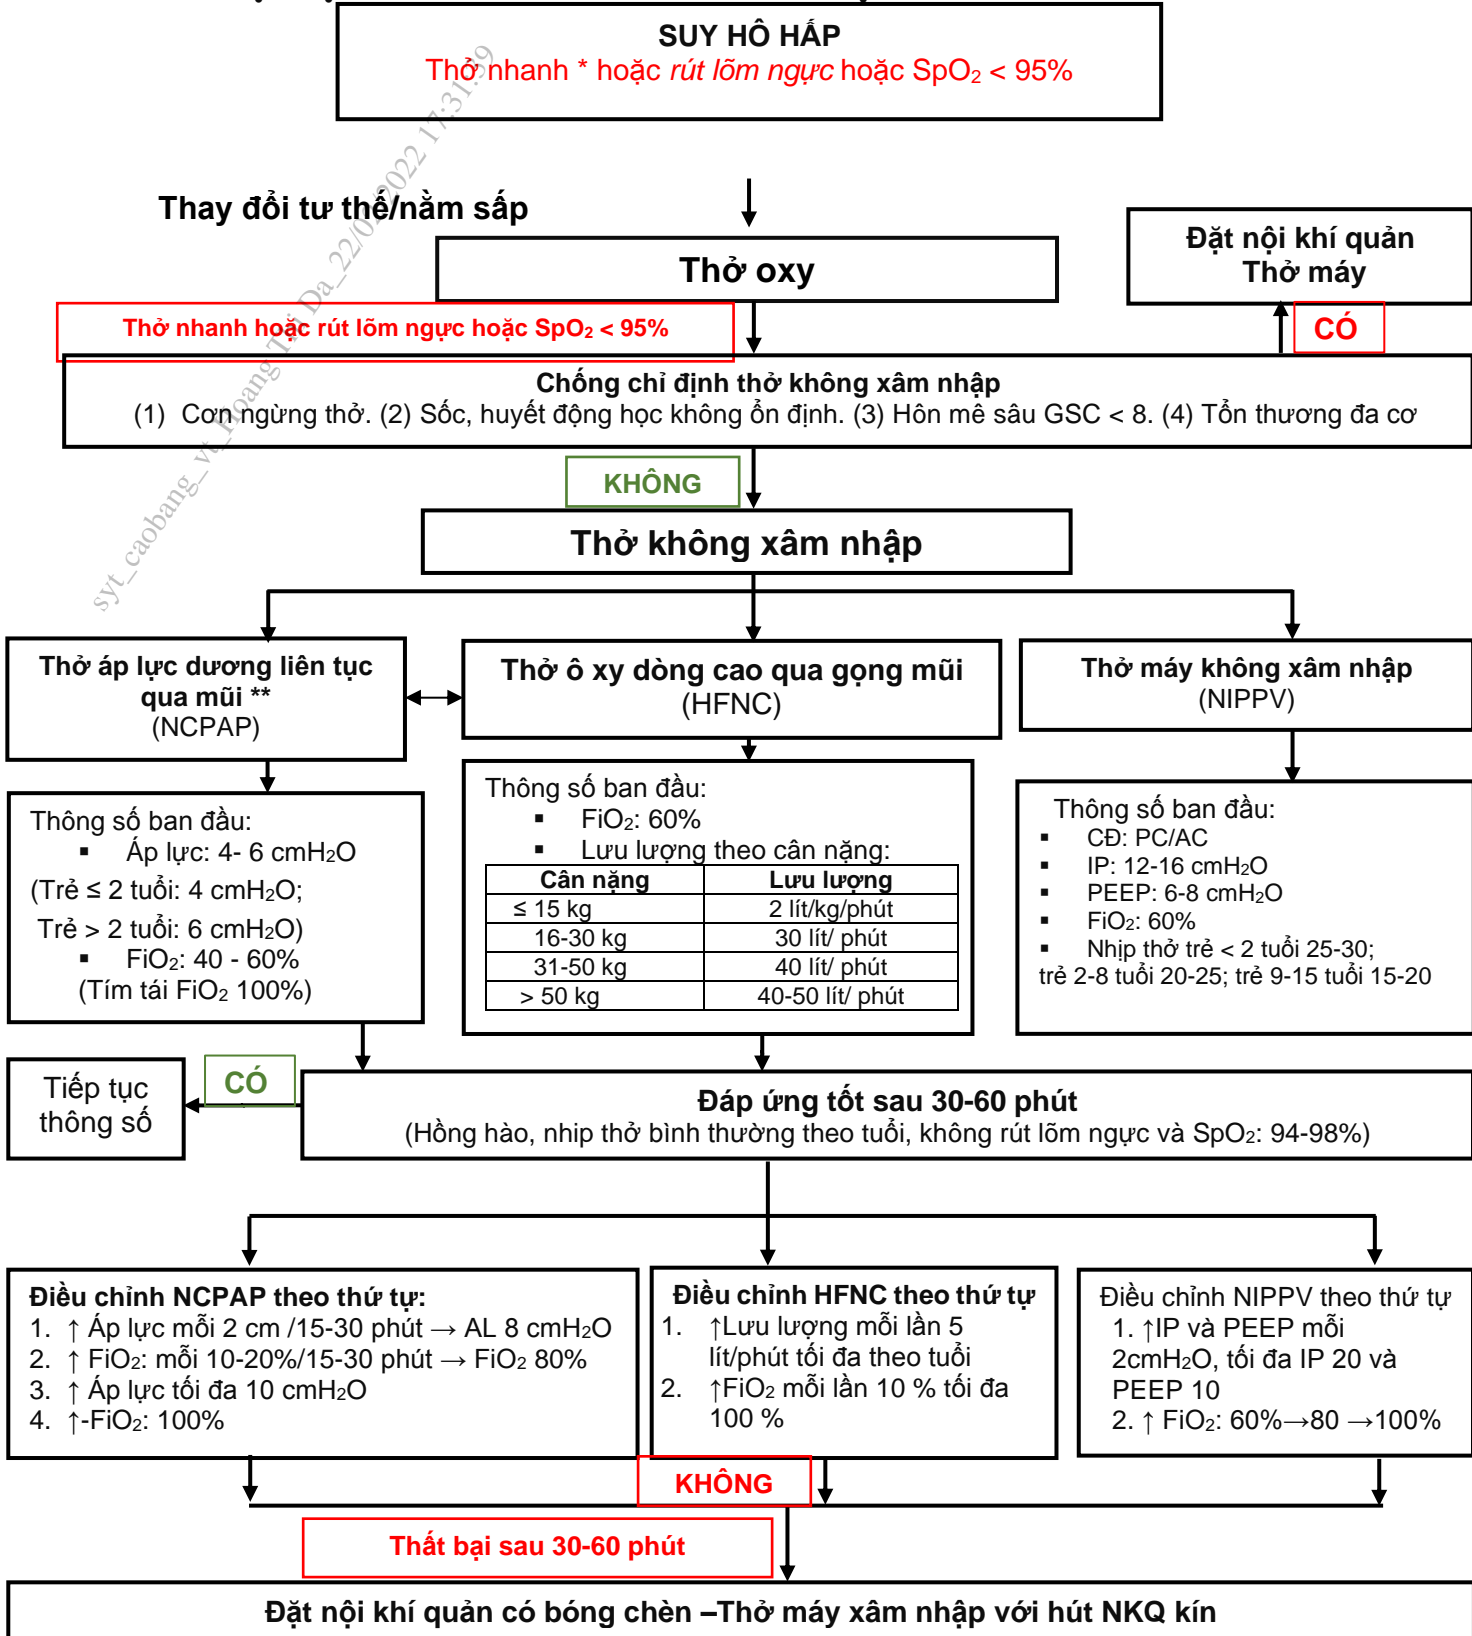 SUY HÔ HẤP
Thở nhanh * hoặc rút lõm ngực hoặc SpO₂ < 95%
Thay đổi tư thế/nằm sấp
Thở oxy
Đặt nội khí quản
Thở máy
Thở nhanh hoặc rút lõm ngực hoặc SpO₂ < 95%
CÓ
Chống chỉ định thở không xâm nhập
(1) Cơn ngừng thở. (2) Sốc, huyết động học không ổn định. (3) Hôn mê sâu GSC < 8. (4) Tổn thương đa cơ
KHÔNG
Thở không xâm nhập
Thở áp lực dương liên tục
qua mũi **
(NCPAP)
Thở ô xy dòng cao qua gọng mũi
(HFNC)
Thở máy không xâm nhập
(NIPPV)
Thông số ban đầu:
▪ Áp lực: 4- 6 cmH₂O
(Trẻ ≤ 2 tuổi: 4 cmH₂O;
Trẻ > 2 tuổi: 6 cmH₂O)
▪ FiO₂: 40 - 60%
(Tím tái FiO₂ 100%)
Thông số ban đầu:
▪ FiO₂: 60%
▪ Lưu lượng theo cân nặng:
Cân nặng Lưu lượng
≤ 15 kg 2 lít/kg/phút
16-30 kg 30 lít/ phút
31-50 kg 40 lít/ phút
> 50 kg 40-50 lít/ phút
Thông số ban đầu:
▪ CĐ: PC/AC
▪ IP: 12-16 cmH₂O
▪ PEEP: 6-8 cmH₂O
▪ FiO₂: 60%
▪ Nhịp thở trẻ < 2 tuổi 25-30;
trẻ 2-8 tuổi 20-25; trẻ 9-15 tuổi 15-20
Tiếp tục
thông số
CÓ
Đáp ứng tốt sau 30-60 phút
(Hồng hào, nhip thở bình thường theo tuổi, không rút lõm ngực và SpO₂: 94-98%)
Điều chỉnh NCPAP theo thứ tự:
1. ↑ Áp lực mỗi 2 cm /15-30 phút → AL 8 cmH₂O
2. ↑ FiO₂: mỗi 10-20%/15-30 phút → FiO₂ 80%
3. ↑ Áp lực tối đa 10 cmH₂O
4. ↑-FiO₂: 100%
Điều chỉnh HFNC theo thứ tự
1. ↑Lưu lượng mỗi lần 5
lít/phút tối đa theo tuổi
2. ↑FiO₂ mỗi lần 10 % tối đa
100 %
Điều chỉnh NIPPV theo thứ tự
1. ↑IP và PEEP mỗi
2cmH₂O, tối đa IP 20 và
PEEP 10
2. ↑ FiO₂: 60%→80 →100%
KHÔNG
Thất bại sau 30-60 phút
Đặt nội khí quản có bóng chèn –Thở máy xâm nhập với hút NKQ kín